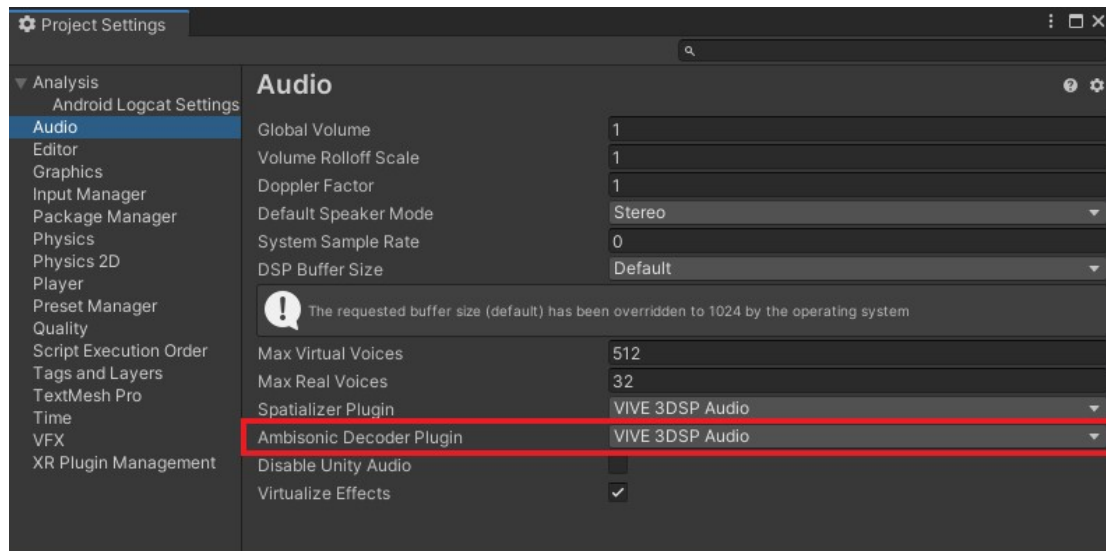 Project Settings
Analysis
Android Logcat Settings
Audio
Editor
Graphics
Input Manager
Package Manager
Physics
Physics 2D
Player
Preset Manager
Quality
Script Execution Order
Tags and Layers
TextMesh Pro
Time
VFX
XR Plugin Management
Audio
Global Volume 1
Volume Rolloff Scale 1
Doppler Factor 1
Default Speaker Mode Stereo
System Sample Rate 0
DSP Buffer Size Default
The requested buffer size (default) has been overridden to 1024 by the operating system
Max Virtual Voices 512
Max Real Voices 32
Spatializer Plugin VIVE 3DSP Audio
Ambisonic Decoder Plugin VIVE 3DSP Audio
Disable Unity Audio
Virtualize Effects